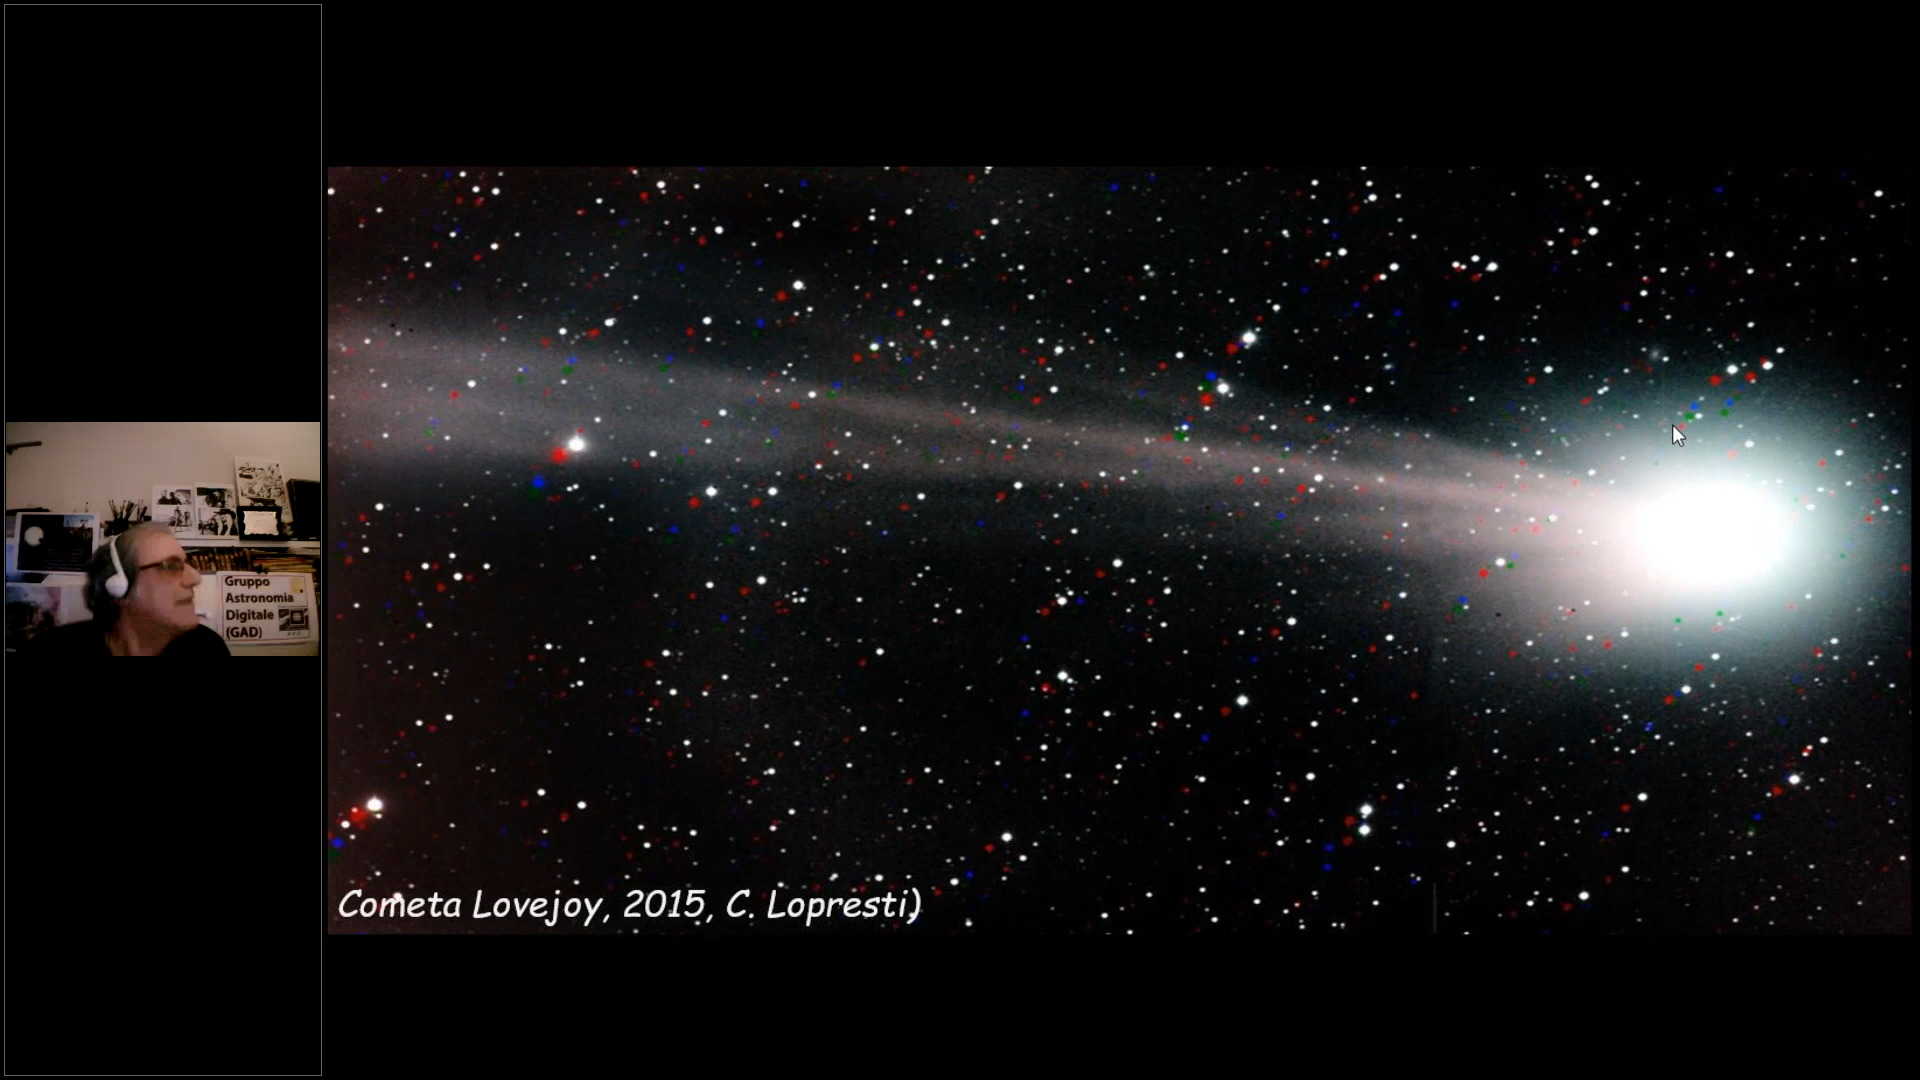 Gruppo
Astronomia
Digitale
(GAD)
Cometa Lovejoy, 2015, C. Lopresti)